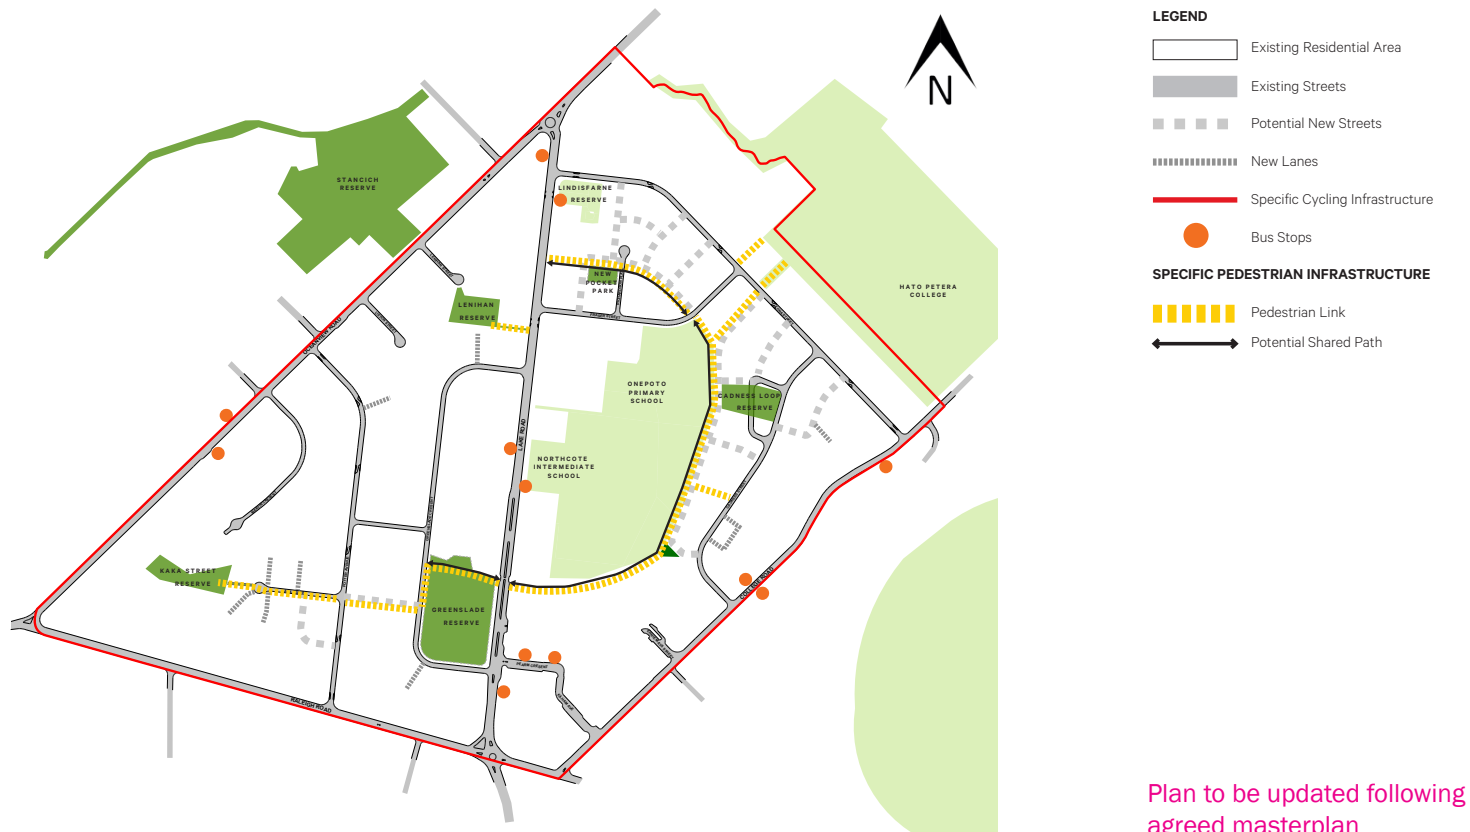 LEGEND
Existing Residential Area
Existing Streets
Potential New Streets
New Lanes
Specific Cycling Infrastructure
Bus Stops
SPECIFIC PEDESTRIAN INFRASTRUCTURE
Pedestrian Link
Potential Shared Path
N
STANCICH
RESERVE
LINDISFARNE
RESERVE
NEW
POCKET
PARK
HATO PETERA
COLLEGE
LENIHAN
RESERVE
OCEANVIEW ROAD
ONEPOTO
PRIMARY
SCHOOL
CADNESS LOOP
RESERVE
LAKE ROAD
NORTHCOTE
INTERMEDIATE
SCHOOL
KAKA STREET
RESERVE
GREENSLADE
RESERVE
COLLEGE ROAD
RALEIGH ROAD
Plan to be updated following
agreed masterplan